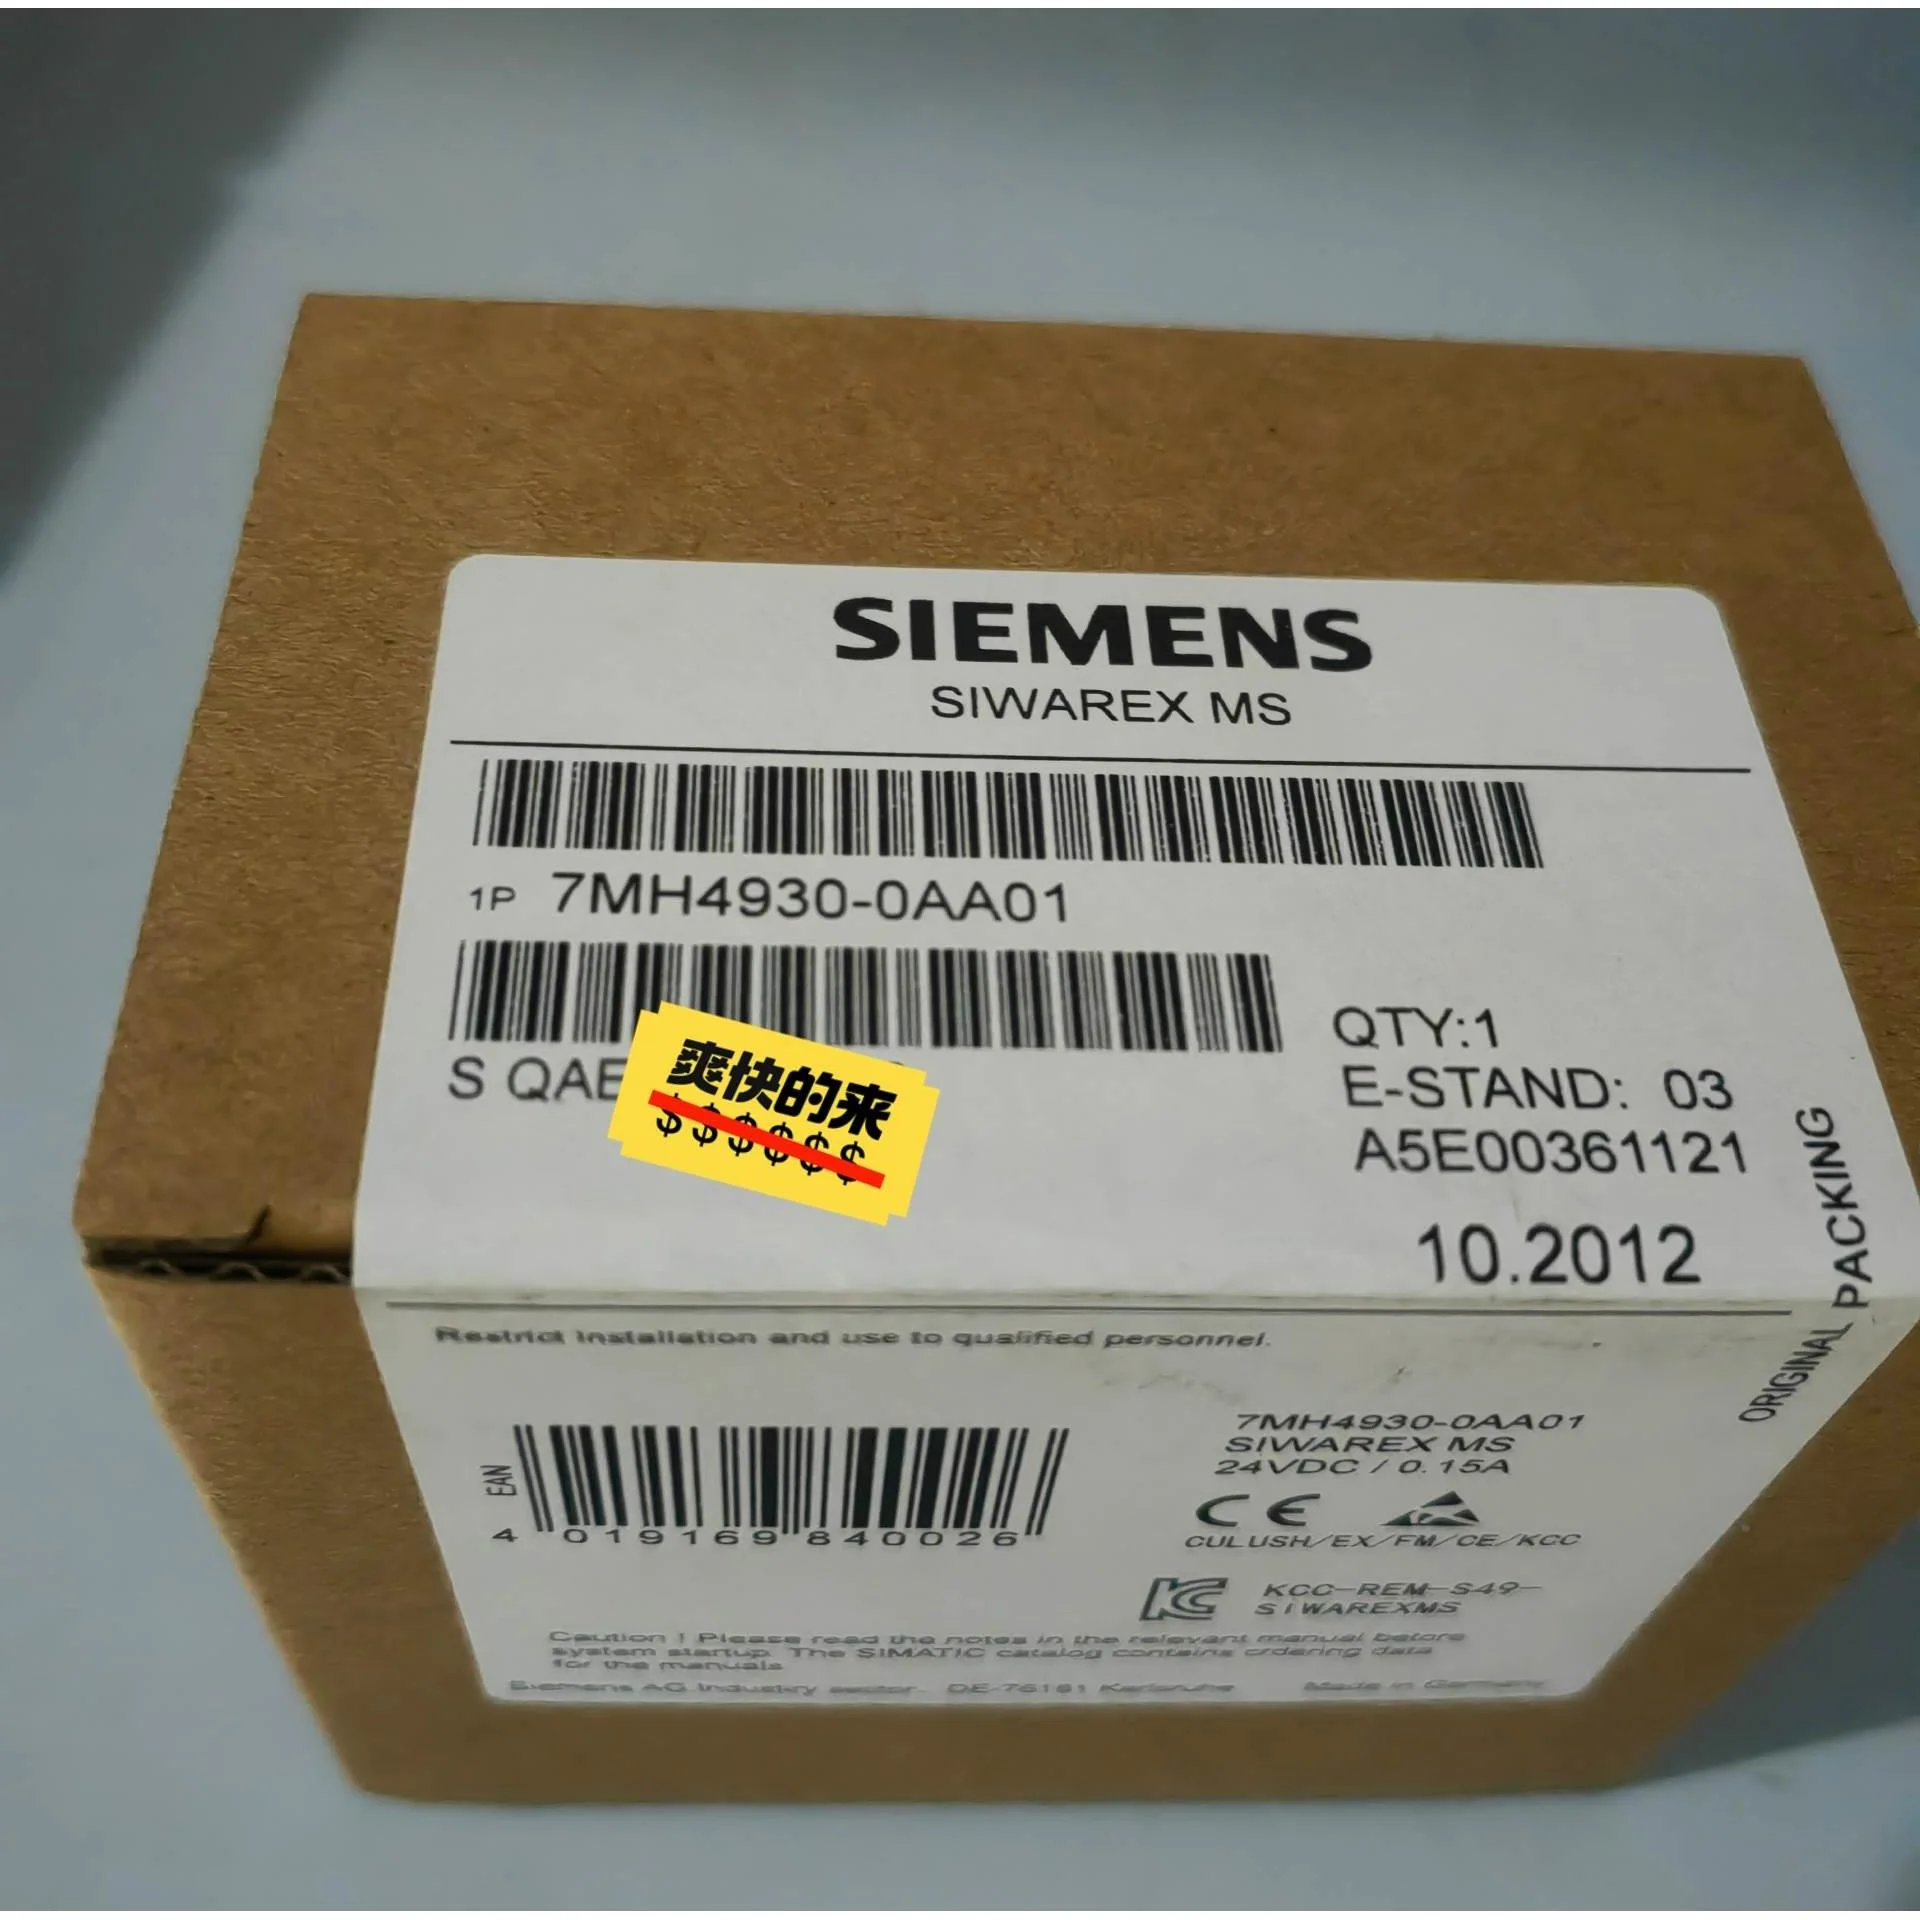 SIEMENS
SIWAREX MS
1P 7MH4930-0AA01
S QAE
爽快的来
$$$$$$
QTY:1
E-STAND: 03
A5E00361121
10.2012
ORIGINAL PACKING
Restrict installation and use to qualified personnel.
EAN
4 019169 840026
7MH4930-0AA01
SIWAREX MS
24VDC / 0.15A
CE
CULUSH/EX/FM/CE/KCC
KC
KCC-REM-S49-
SIWAREXMS
Caution ! Please read the notes in the relevant manual before
system startup. The SIMATIC catalog contains ordering data
for the manuals
Siemens AG Industry sector DE-76181 Karlsruhe Made in Germany